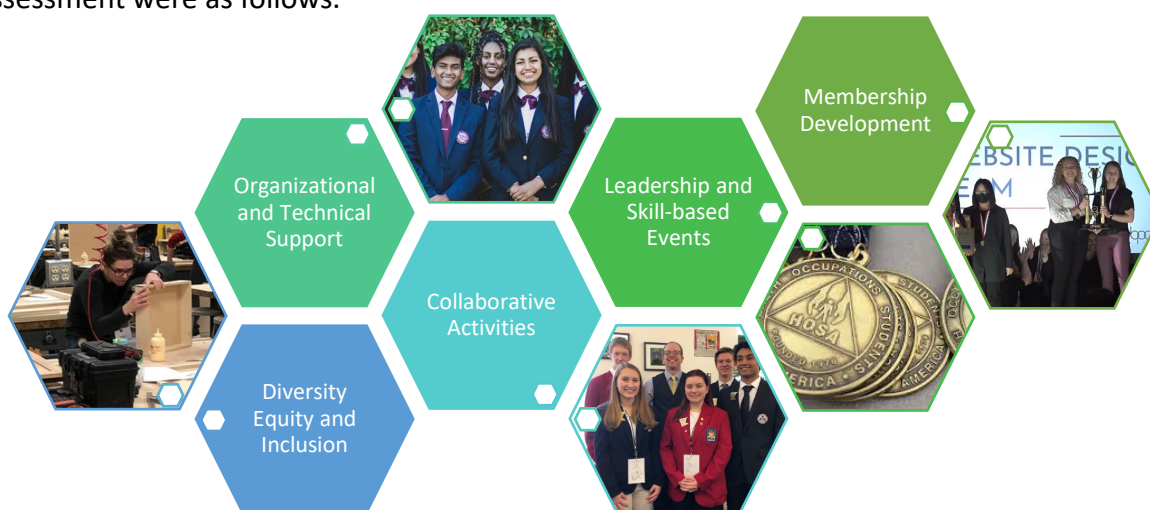 ssessment were as follows:
Membership
Development
Organizational
and Technical
Support
Leadership and
Skill-based
Events
EBSITE DESIG
Collaborative
Activities
OCCUPATIONS STUDENTS
HOSA
AMERICA
Diversity
Equity and
Inclusion